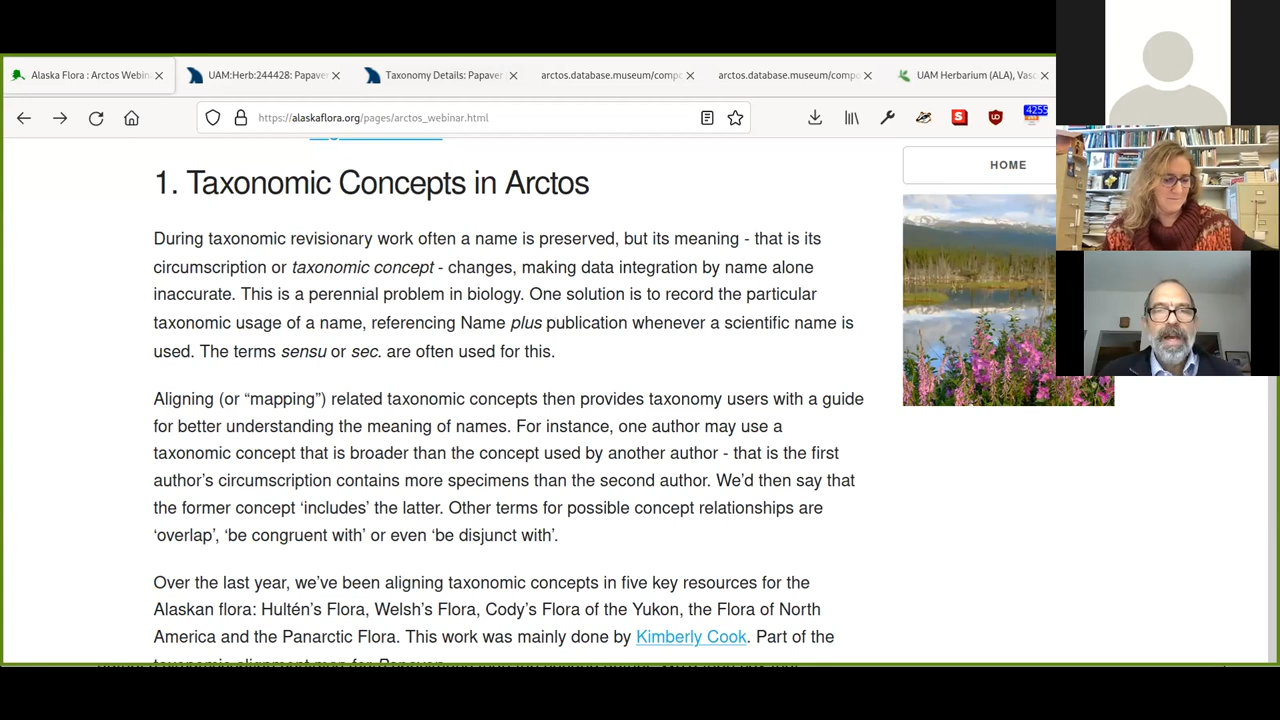 Alaska Flora : Arctos Webin
UAM:Herb:244428: Papaver
Taxonomy Details: Papaver
arctos.database.museum/compo
arctos.database.museum/compo
UAM Herbarium (ALA), Vasc
https://alaskaflora.org/pages/arctos_webinar.html
4255
HOME
1. Taxonomic Concepts in Arctos
During taxonomic revisionary work often a name is preserved, but its meaning - that is its
circumscription or taxonomic concept - changes, making data integration by name alone
inaccurate. This is a perennial problem in biology. One solution is to record the particular
taxonomic usage of a name, referencing Name plus publication whenever a scientific name is
used. The terms sensu or sec. are often used for this.
Aligning (or “mapping”) related taxonomic concepts then provides taxonomy users with a guide
for better understanding the meaning of names. For instance, one author may use a
taxonomic concept that is broader than the concept used by another author - that is the first
author’s circumscription contains more specimens than the second author. We’d then say that
the former concept ‘includes’ the latter. Other terms for possible concept relationships are
‘overlap’, ‘be congruent with’ or even ‘be disjunct with’.
Over the last year, we’ve been aligning taxonomic concepts in five key resources for the
Alaskan flora: Hultén’s Flora, Welsh’s Flora, Cody’s Flora of the Yukon, the Flora of North
America and the Panarctic Flora. This work was mainly done by Kimberly Cook. Part of the